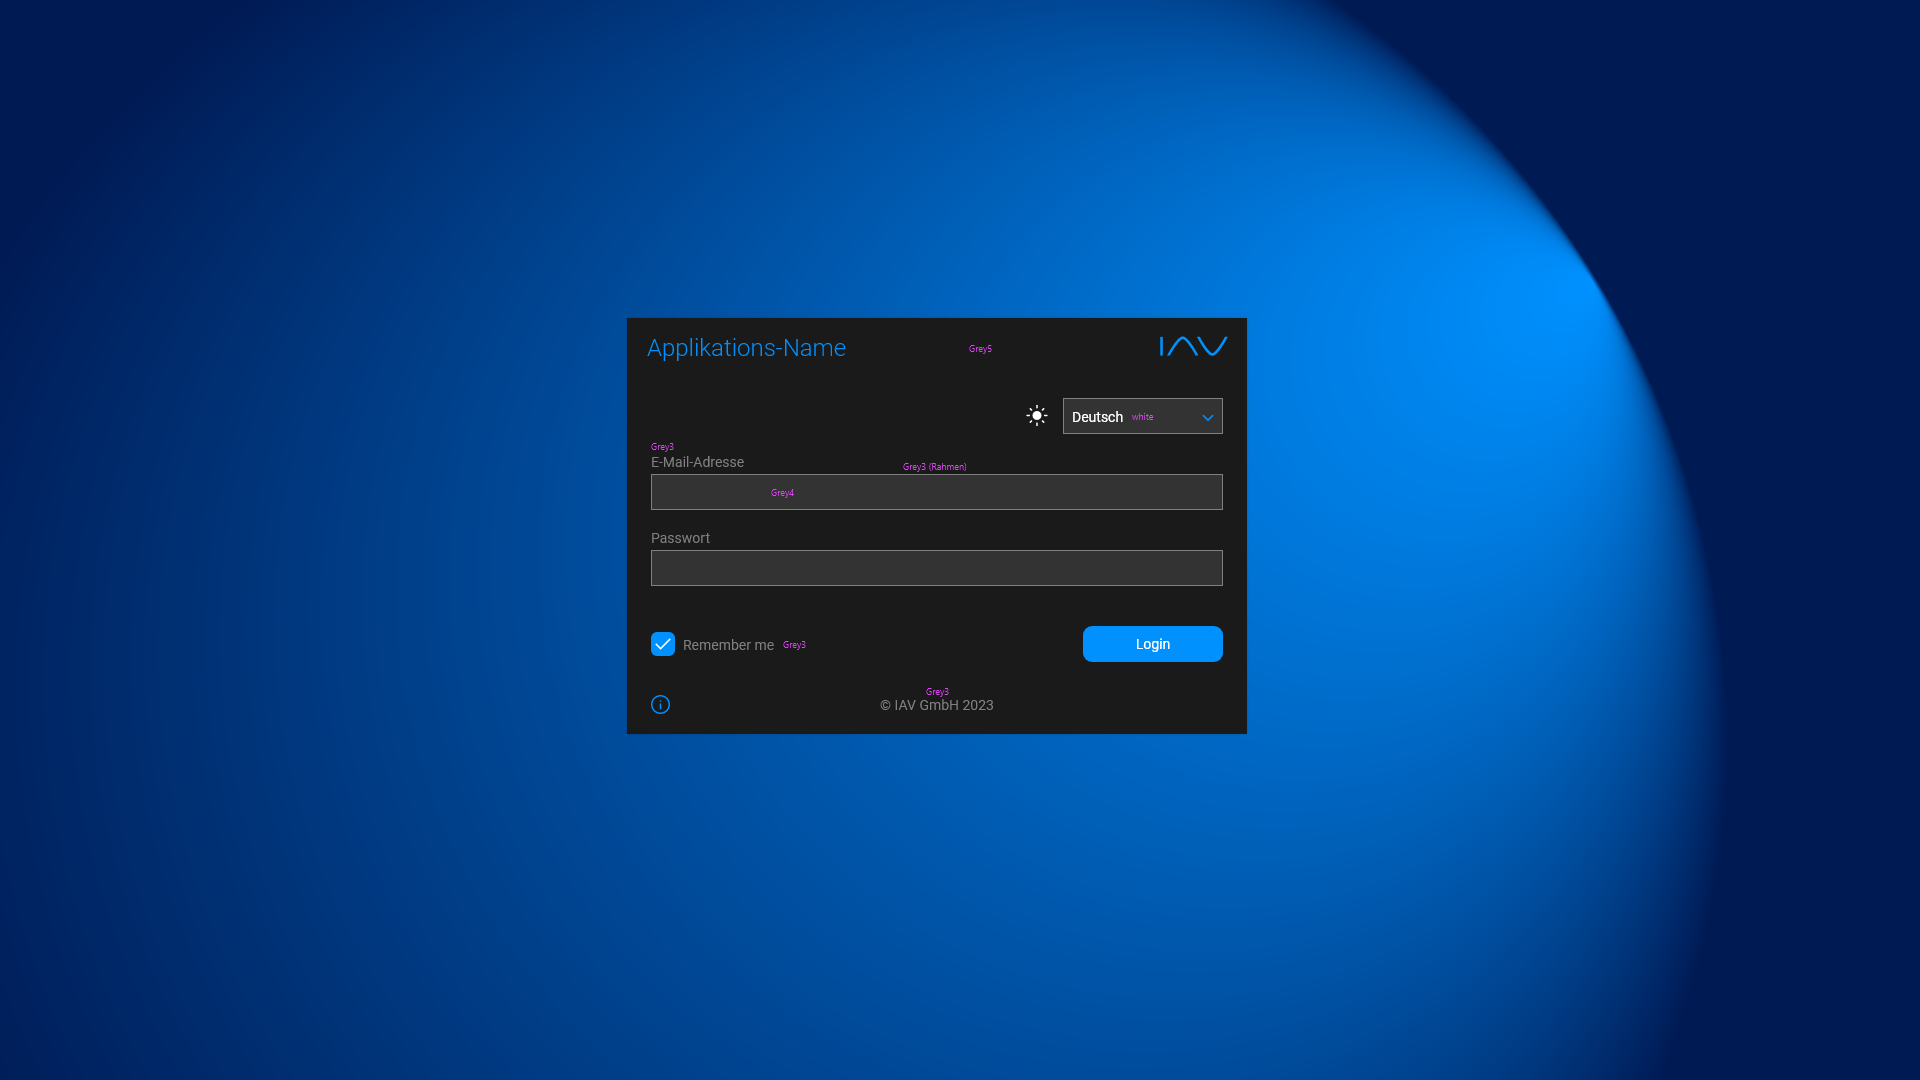 Applikations-Name Grey5 IAV
Deutsch white
Grey3
E-Mail-Adresse Grey3 (Rahmen)
Grey4
Passwort
Remember me Grey3 Login
Grey3
© IAV GmbH 2023